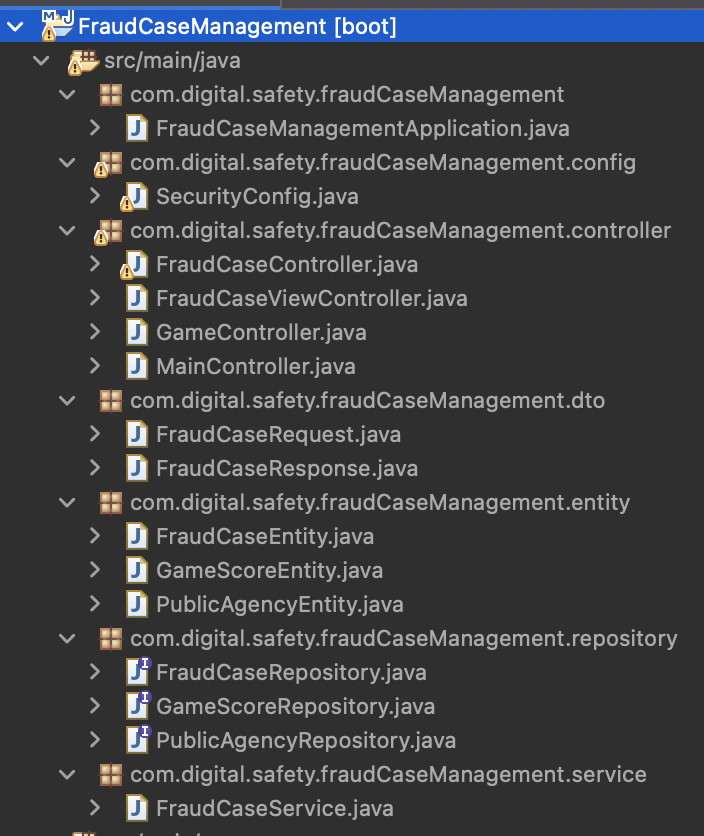 FraudCaseManagement [boot]
src/main/java
com.digital.safety.fraudCaseManagement
FraudCaseManagementApplication.java
com.digital.safety.fraudCaseManagement.config
SecurityConfig.java
com.digital.safety.fraudCaseManagement.controller
FraudCaseController.java
FraudCaseViewController.java
GameController.java
MainController.java
com.digital.safety.fraudCaseManagement.dto
FraudCaseRequest.java
FraudCaseResponse.java
com.digital.safety.fraudCaseManagement.entity
FraudCaseEntity.java
GameScoreEntity.java
PublicAgencyEntity.java
com.digital.safety.fraudCaseManagement.repository
FraudCaseRepository.java
GameScoreRepository.java
PublicAgencyRepository.java
com.digital.safety.fraudCaseManagement.service
FraudCaseService.java